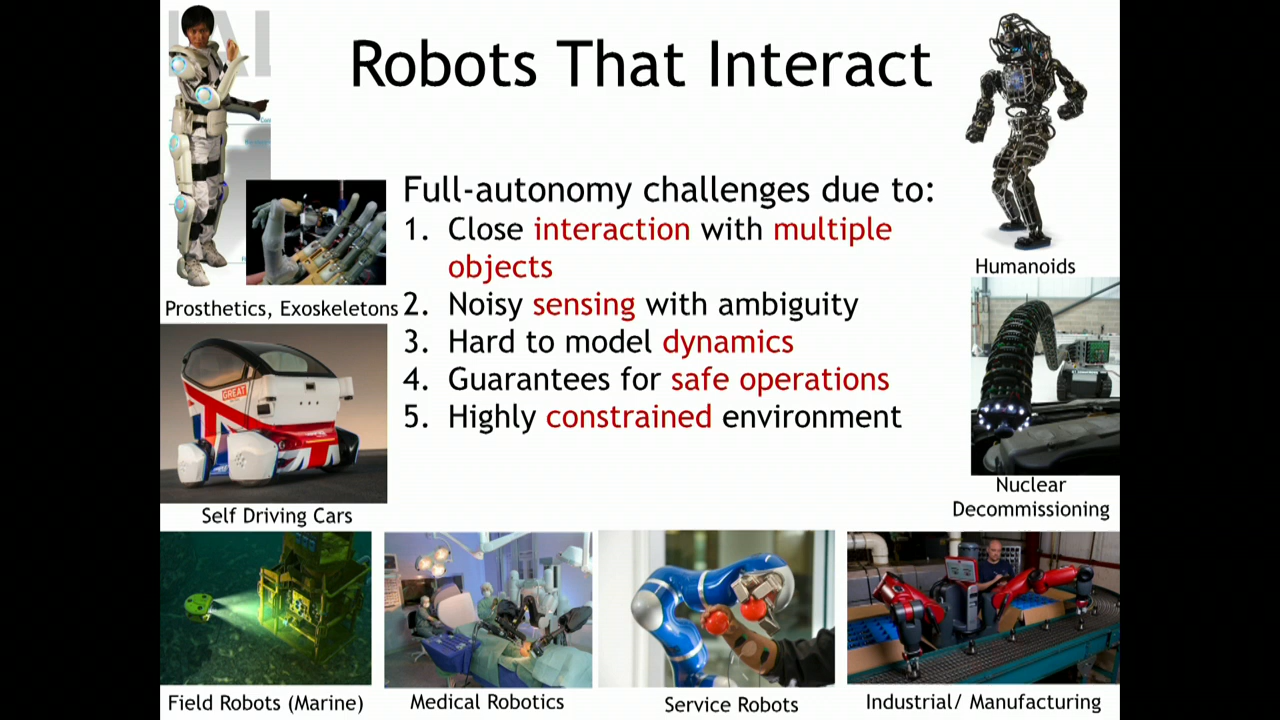 Robots That Interact
Full-autonomy challenges due to:
1. Close interaction with multiple
objects
2. Noisy sensing with ambiguity
3. Hard to model dynamics
4. Guarantees for safe operations
5. Highly constrained environment
Prosthetics, Exoskeletons
Humanoids
GREAT
Self Driving Cars
Nuclear
Decommissioning
Field Robots (Marine)
Medical Robotics
Service Robots
Industrial/ Manufacturing